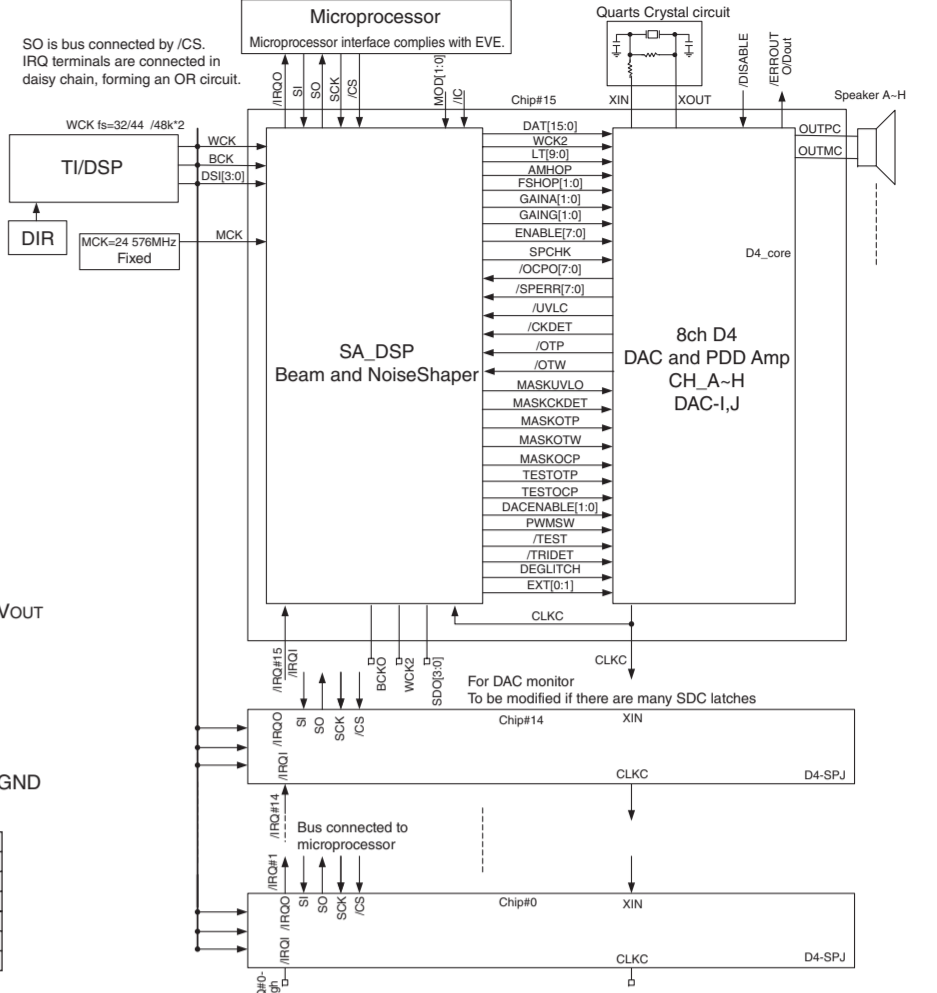 Microprocessor
Microprocessor interface complies with EVE.
Quarts Crystal circuit
SO is bus connected by /CS.
IRQ terminals are connected in
daisy chain, forming an OR circuit.
/IRQO
SI
SO
SCK
/CS
MOD[1:0]
/IC
Chip#15
XIN
XOUT
/DISABLE
/ERROUT
O/Dout
Speaker A~H
WCK fs=32/44 /48k*2
TI/DSP
WCK
BCK
DSI[3:0]
DIR
MCK=24 576MHz
Fixed
MCK
SA_DSP
Beam and NoiseShaper
DAT[15:0]
WCK2
LT[9:0]
AMHOP
FSHOP[1:0]
GAINA[1:0]
GAING[1:0]
ENABLE[7:0]
SPCHK
/OCPO[7:0]
/SPERR[7:0]
/UVLC
/CKDET
/OTP
/OTW
MASKUVLO
MASKCKDET
MASKOTP
MASKOTW
MASKOCP
TESTOTP
TESTOCP
DACENABLE[1:0]
PWMSW
/TEST
/TRIDET
DEGLITCH
EXT[0:1]
CLKC
OUTPC
OUTMC
D4_core
8ch D4
DAC and PDD Amp
CH_A~H
DAC-I,J
VOUT
GND
/IRQ#15
/IRQI
BCKO
WCK2
SDO[3:0]
CLKC
For DAC monitor
To be modified if there are many SDC latches
SI
SO
SCK
/CS
/IRQO
/IRQI
Chip#14
XIN
CLKC
D4-SPJ
/IRQ#14
Bus connected to
microprocessor
/IRQ#1
SI
SO
SCK
/CS
/IRQO
/IRQI
Chip#0
XIN
CLKC
D4-SPJ